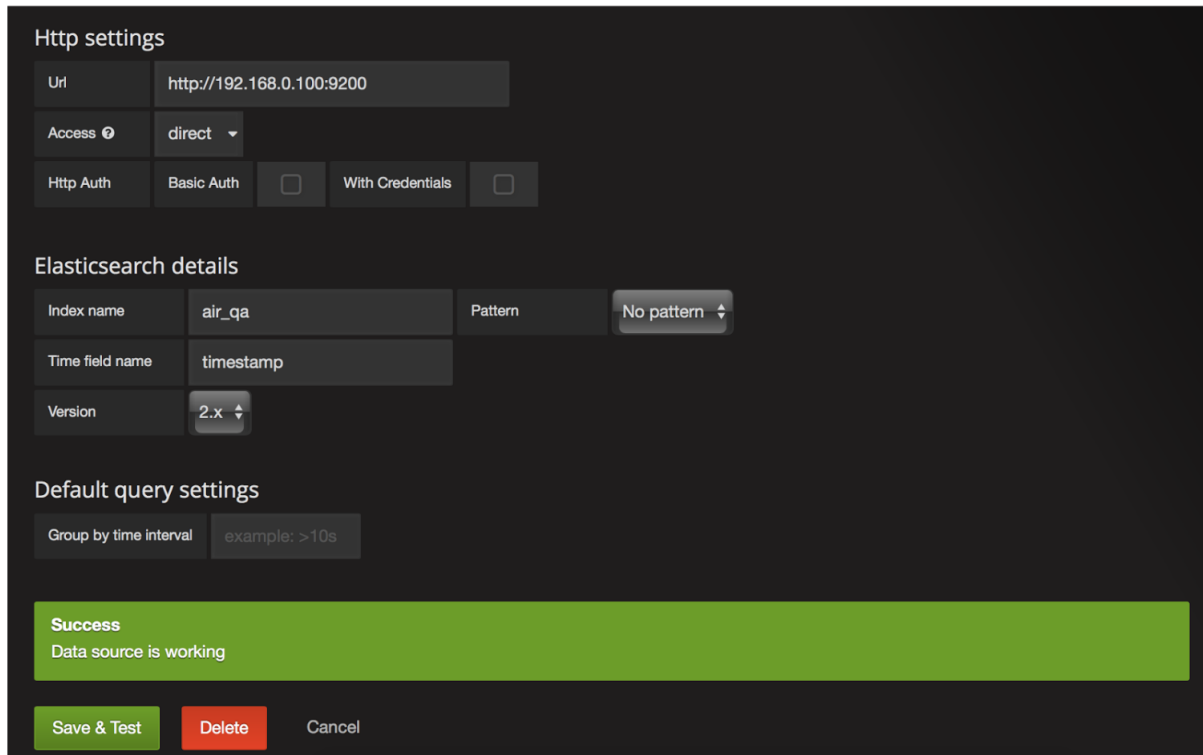 Http settings
Url http://192.168.0.100:9200
Access direct
Http Auth Basic Auth With Credentials
Elasticsearch details
Index name air_qa Pattern No pattern
Time field name timestamp
Version 2.x
Default query settings
Group by time interval example: >10s
Success
Data source is working
Save & Test Delete Cancel